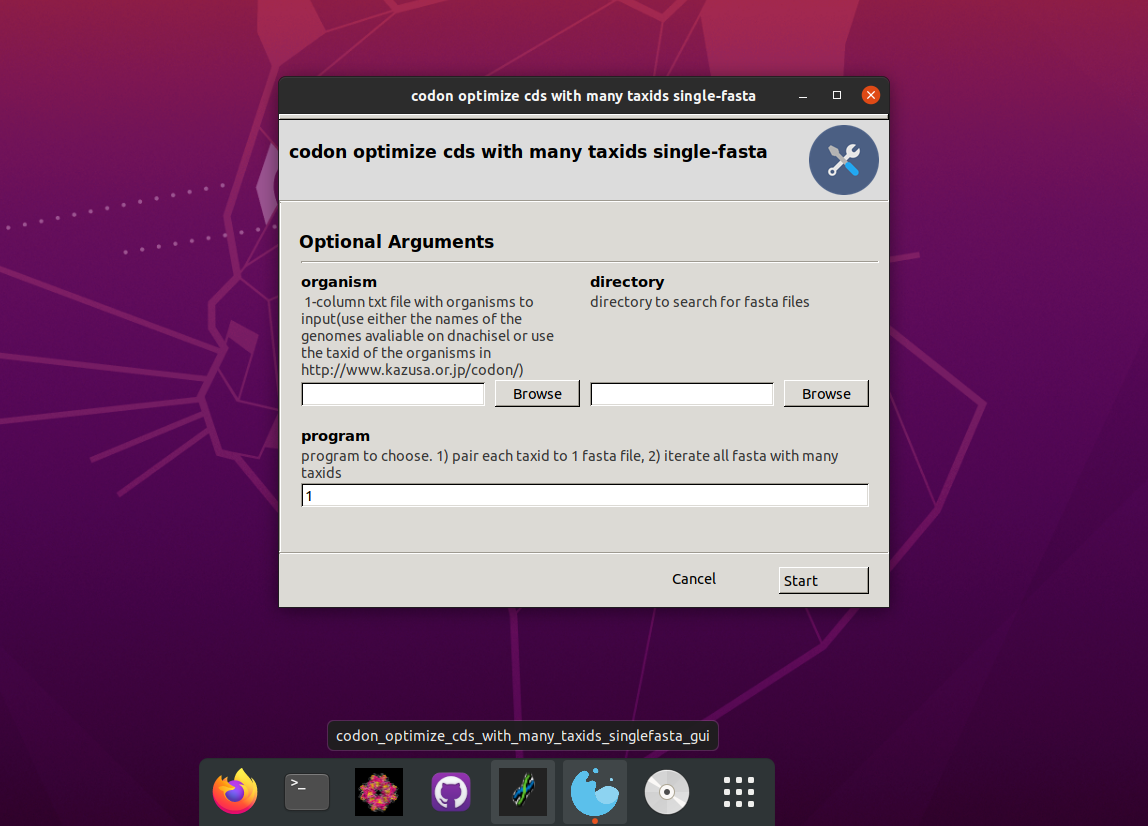 codon optimize cds with many taxids single-fasta
codon optimize cds with many taxids single-fasta
Optional Arguments
organism
1-column txt file with organisms to
input(use either the names of the
genomes avaliable on dnachisel or use
the taxid of the organisms in
http://www.kazusa.or.jp/codon/)
Browse
directory
directory to search for fasta files
Browse
program
program to choose. 1) pair each taxid to 1 fasta file, 2) iterate all fasta with many
taxids
1
Cancel
Start
codon_optimize_cds_with_many_taxids_singlefasta_gui
>_